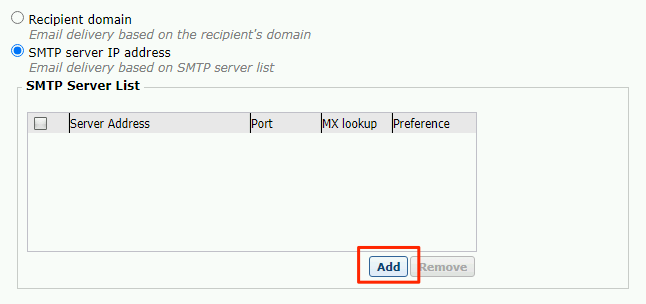 Recipient domain
Email delivery based on the recipient's domain
SMTP server IP address
Email delivery based on SMTP server list
SMTP Server List
Server Address Port MX lookup Preference
Add Remove